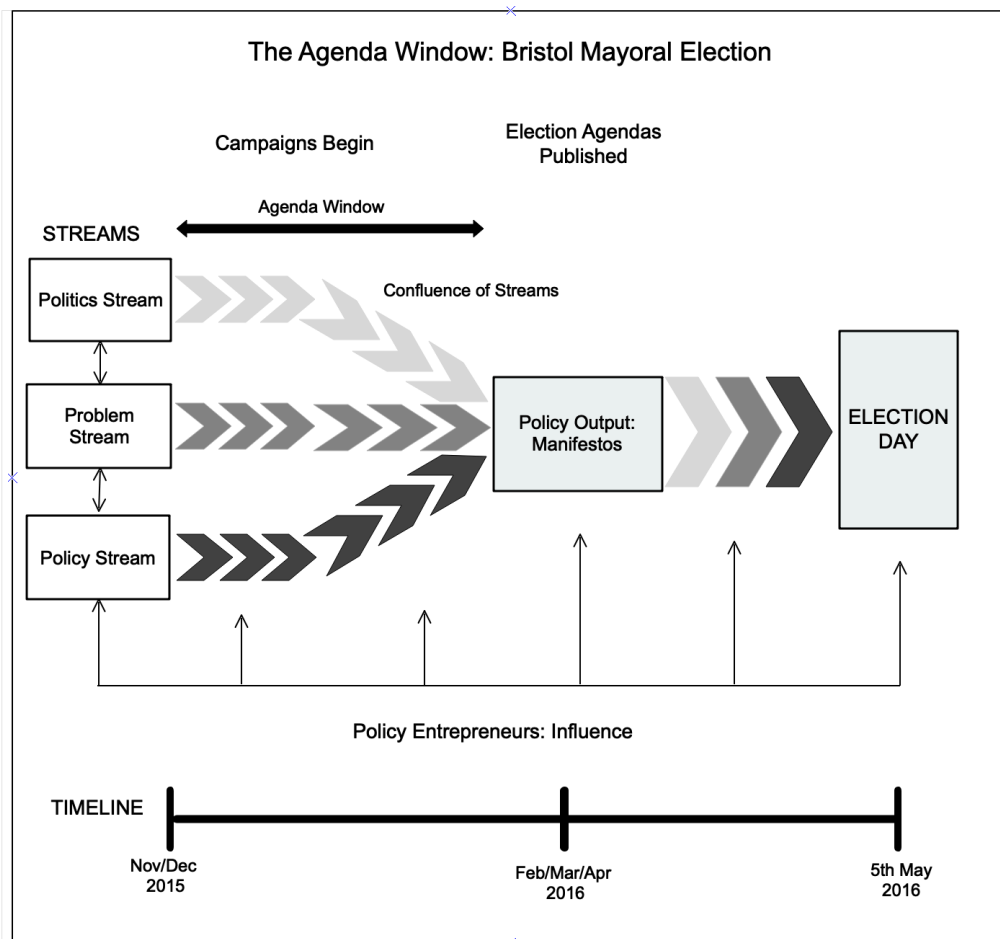 The Agenda Window: Bristol Mayoral Election
Campaigns Begin
Election Agendas
Published
Agenda Window
STREAMS
Politics Stream
Confluence of Streams
Problem
Stream
Policy Output:
Manifestos
ELECTION
DAY
Policy Stream
Policy Entrepreneurs: Influence
TIMELINE
Nov/Dec
2015
Feb/Mar/Apr
2016
5th May
2016